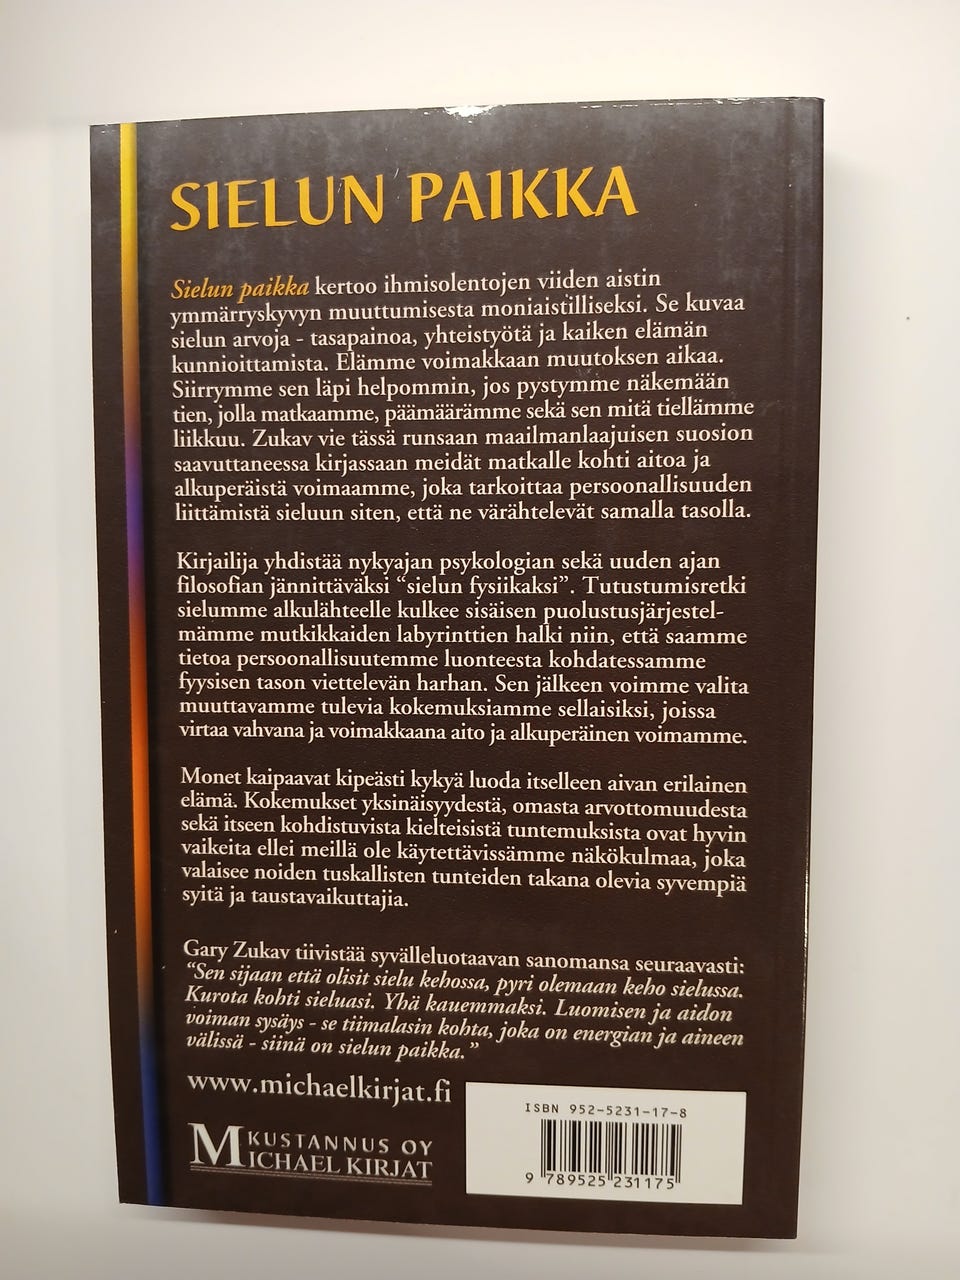 SIELUN PAIKKA
Sielun paikka kertoo ihmisolentojen viiden aistin
ymmärryskyvyn muuttumisesta moniaistilliseksi. Se kuvaa
sielun arvoja - tasapainoa, yhteistyötä ja kaiken elämän
kunnioittamista. Elämme voimakkaan muutoksen aikaa.
Siirrymme sen läpi helpommin, jos pystymme näkemään
tien, jolla matkaamme, päämäärämme sekä sen mitä tiellämme
liikkuu. Zukav vie tässä runsaan maailmanlaajuisen suosion
saavuttaneessa kirjassaan meidät matkalle kohti aitoa ja
alkuperäistä voimaamme, joka tarkoittaa persoonallisuuden
liittämistä sieluun siten, että ne värähtelevät samalla tasolla.
Kirjailija yhdistää nykyajan psykologian sekä uuden ajan
filosofian jännittäväksi “sielun fysiikaksi”. Tutustumisretki
sielumme alkulähteelle kulkee sisäisen puolustusjärjestel-
mämme mutkikkaiden labyrinttien halki niin, että saamme
tietoa persoonallisuutemme luonteesta kohdatessamme
fyysisen tason viettelevän harhan. Sen jälkeen voimme valita
muuttavamme tulevia kokemuksiamme sellaisiksi, joissa
virtaa vahvana ja voimakkaana aito ja alkuperäinen voimamme.
Monet kaipaavat kipeästi kykyä luoda itselleen aivan erilainen
elämä. Kokemukset yksinäisyydestä, omasta arvottomuudesta
sekä itseen kohdistuvista kielteisistä tuntemuksista ovat hyvin
vaikeita ellei meillä ole käytettävissämme näkökulmaa, joka
valaisee noiden tuskallisten tunteiden takana olevia syvempiä
syitä ja taustavaikuttajia.
Gary Zukav tiivistää syvälleluotaavan sanomansa seuraavasti:
“Sen sijaan että olisit sielu kehossa, pyri olemaan keho sielussa.
Kurota kohti sieluasi. Yhä kauemmaksi. Luomisen ja aidon
voiman sysäys - se tiimalasin kohta, joka on energian ja aineen
välissä - siinä on sielun paikka.”
www.michaelkirjat.fi
KUSTANNUS OY
MICHAEL KIRJAT
ISBN 952-5231-17-8
9 789525 231175